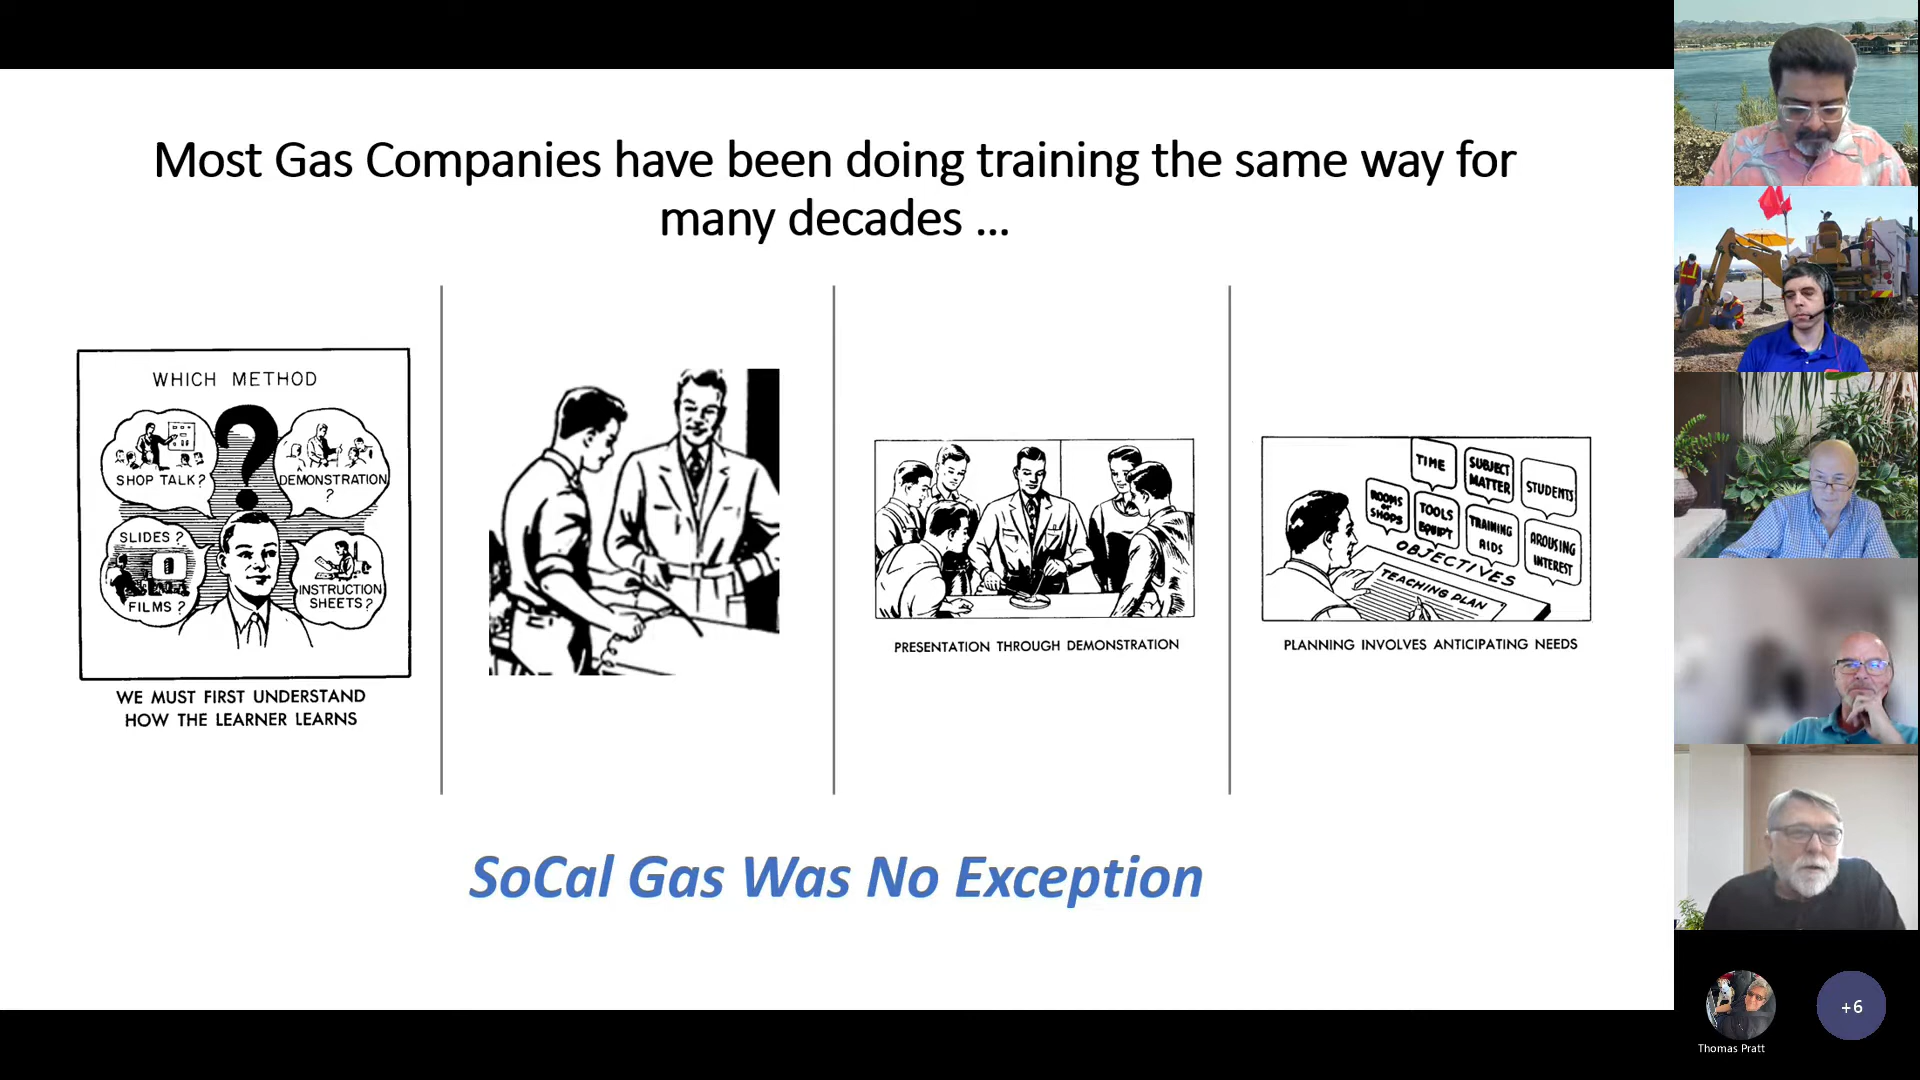 Most Gas Companies have been doing training the same way for
many decades ...
WHICH METHOD
?
SHOP TALK?
DEMONSTRATION
?
SLIDES?
FILMS?
INSTRUCTION
SHEETS?
WE MUST FIRST UNDERSTAND
HOW THE LEARNER LEARNS
PRESENTATION THROUGH DEMONSTRATION
TIME
SUBJECT
MATTER
STUDENTS
ROOMS
OR
SHOPS
TOOLS
EQUIP'T
TRAINING
AIDS
AROUSING
INTEREST
OBJECTIVES
TEACHING PLAN
PLANNING INVOLVES ANTICIPATING NEEDS
SoCal Gas Was No Exception
Thomas Pratt
+6